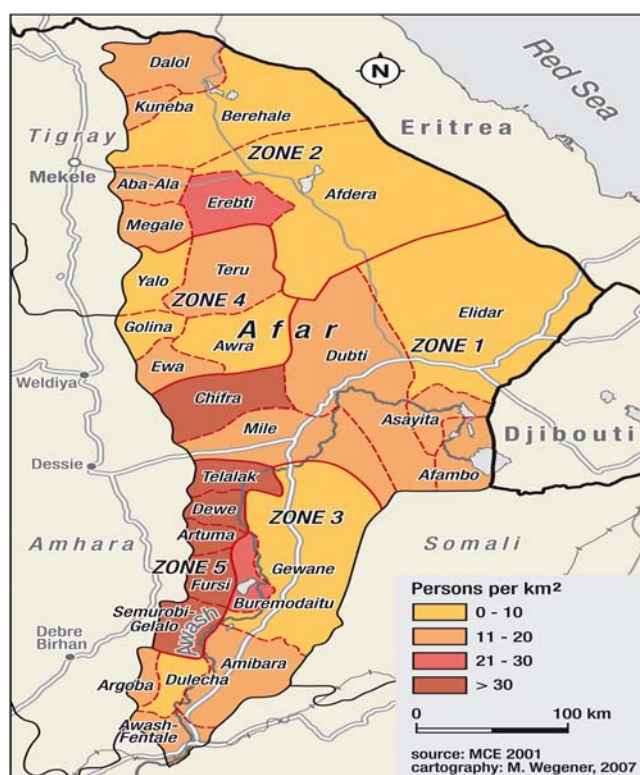 Red Sea
N
Dalol
Kuneba
Berehale
Eritrea
Tigray
Mekele
ZONE 2
Aba-Ala
Afdera
Erebti
Megale
Teru
Yalo
ZONE 4
Elidar
Golina
Afar
Awra
Dubti
ZONE 1
Ewa
Weldiya
Chifra
Asayita
Mile
Djibouti
Dessie
Telalak
Afambo
Dewe
ZONE 3
Artuma
Amhara
Somali
ZONE 5
Gewane
Fursi
Buremodaitu
Semurobi-
Gelalo
Awash
Debre
Birhan
Amibara
Dulecha
Argoba
Awash-
Fentale
Persons per km²
0 - 10
11 - 20
21 - 30
> 30
0 100 km
source: MCE 2001
cartography: M. Wegener, 2007